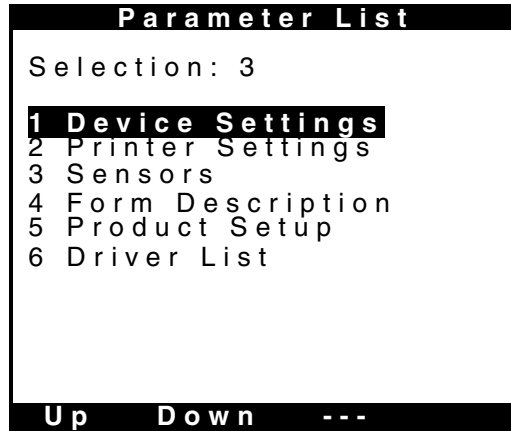 Parameter List
Selection: 3
1 Device Settings
2 Printer Settings
3 Sensors
4 Form Description
5 Product Setup
6 Driver List
Up Down ---